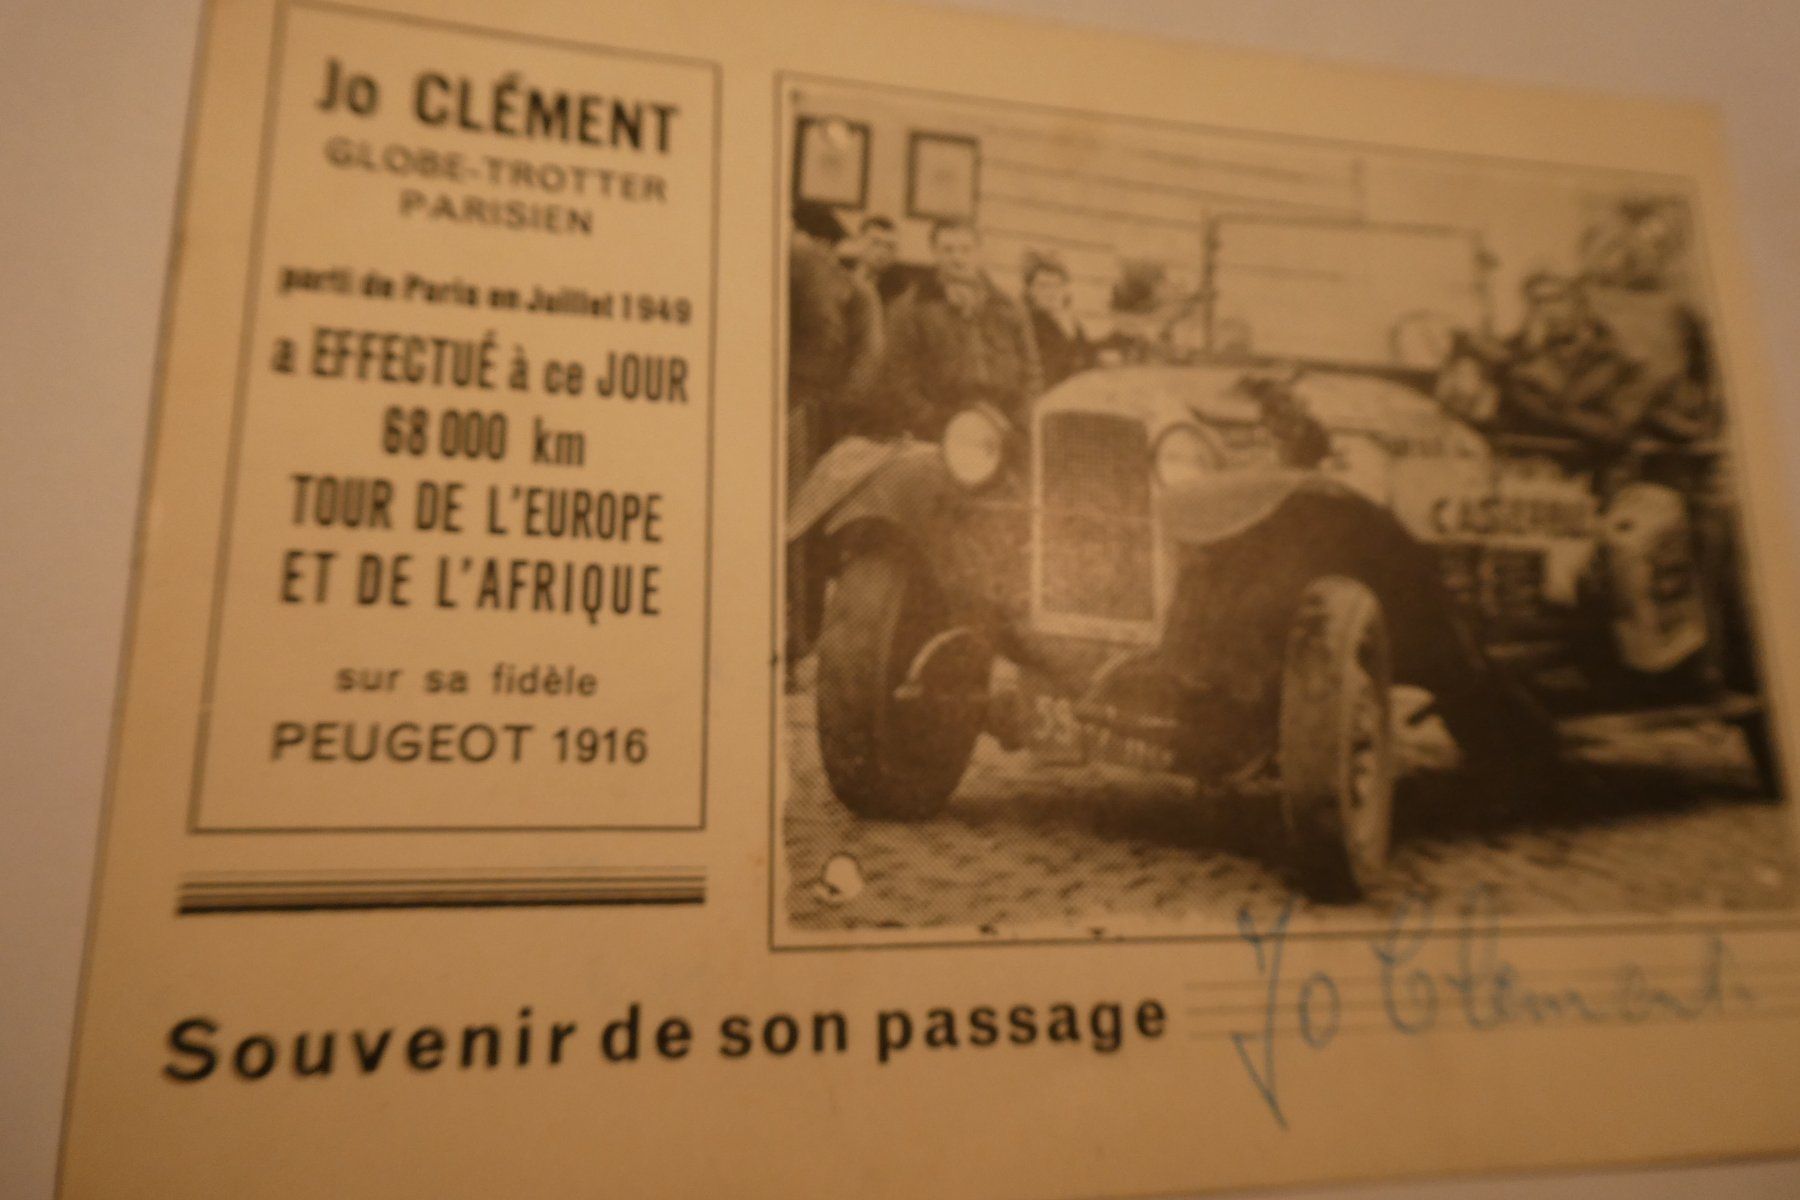 Jo CLÉMENT
GLOBE-TROTTER
PARISIEN
parti de Paris en Juillet 1949
a EFFECTUÉ à ce JOUR
68 000 km
TOUR DE L'EUROPE
ET DE L'AFRIQUE
sur sa fidèle
PEUGEOT 1916
Souvenir de son passage
Jo Clément